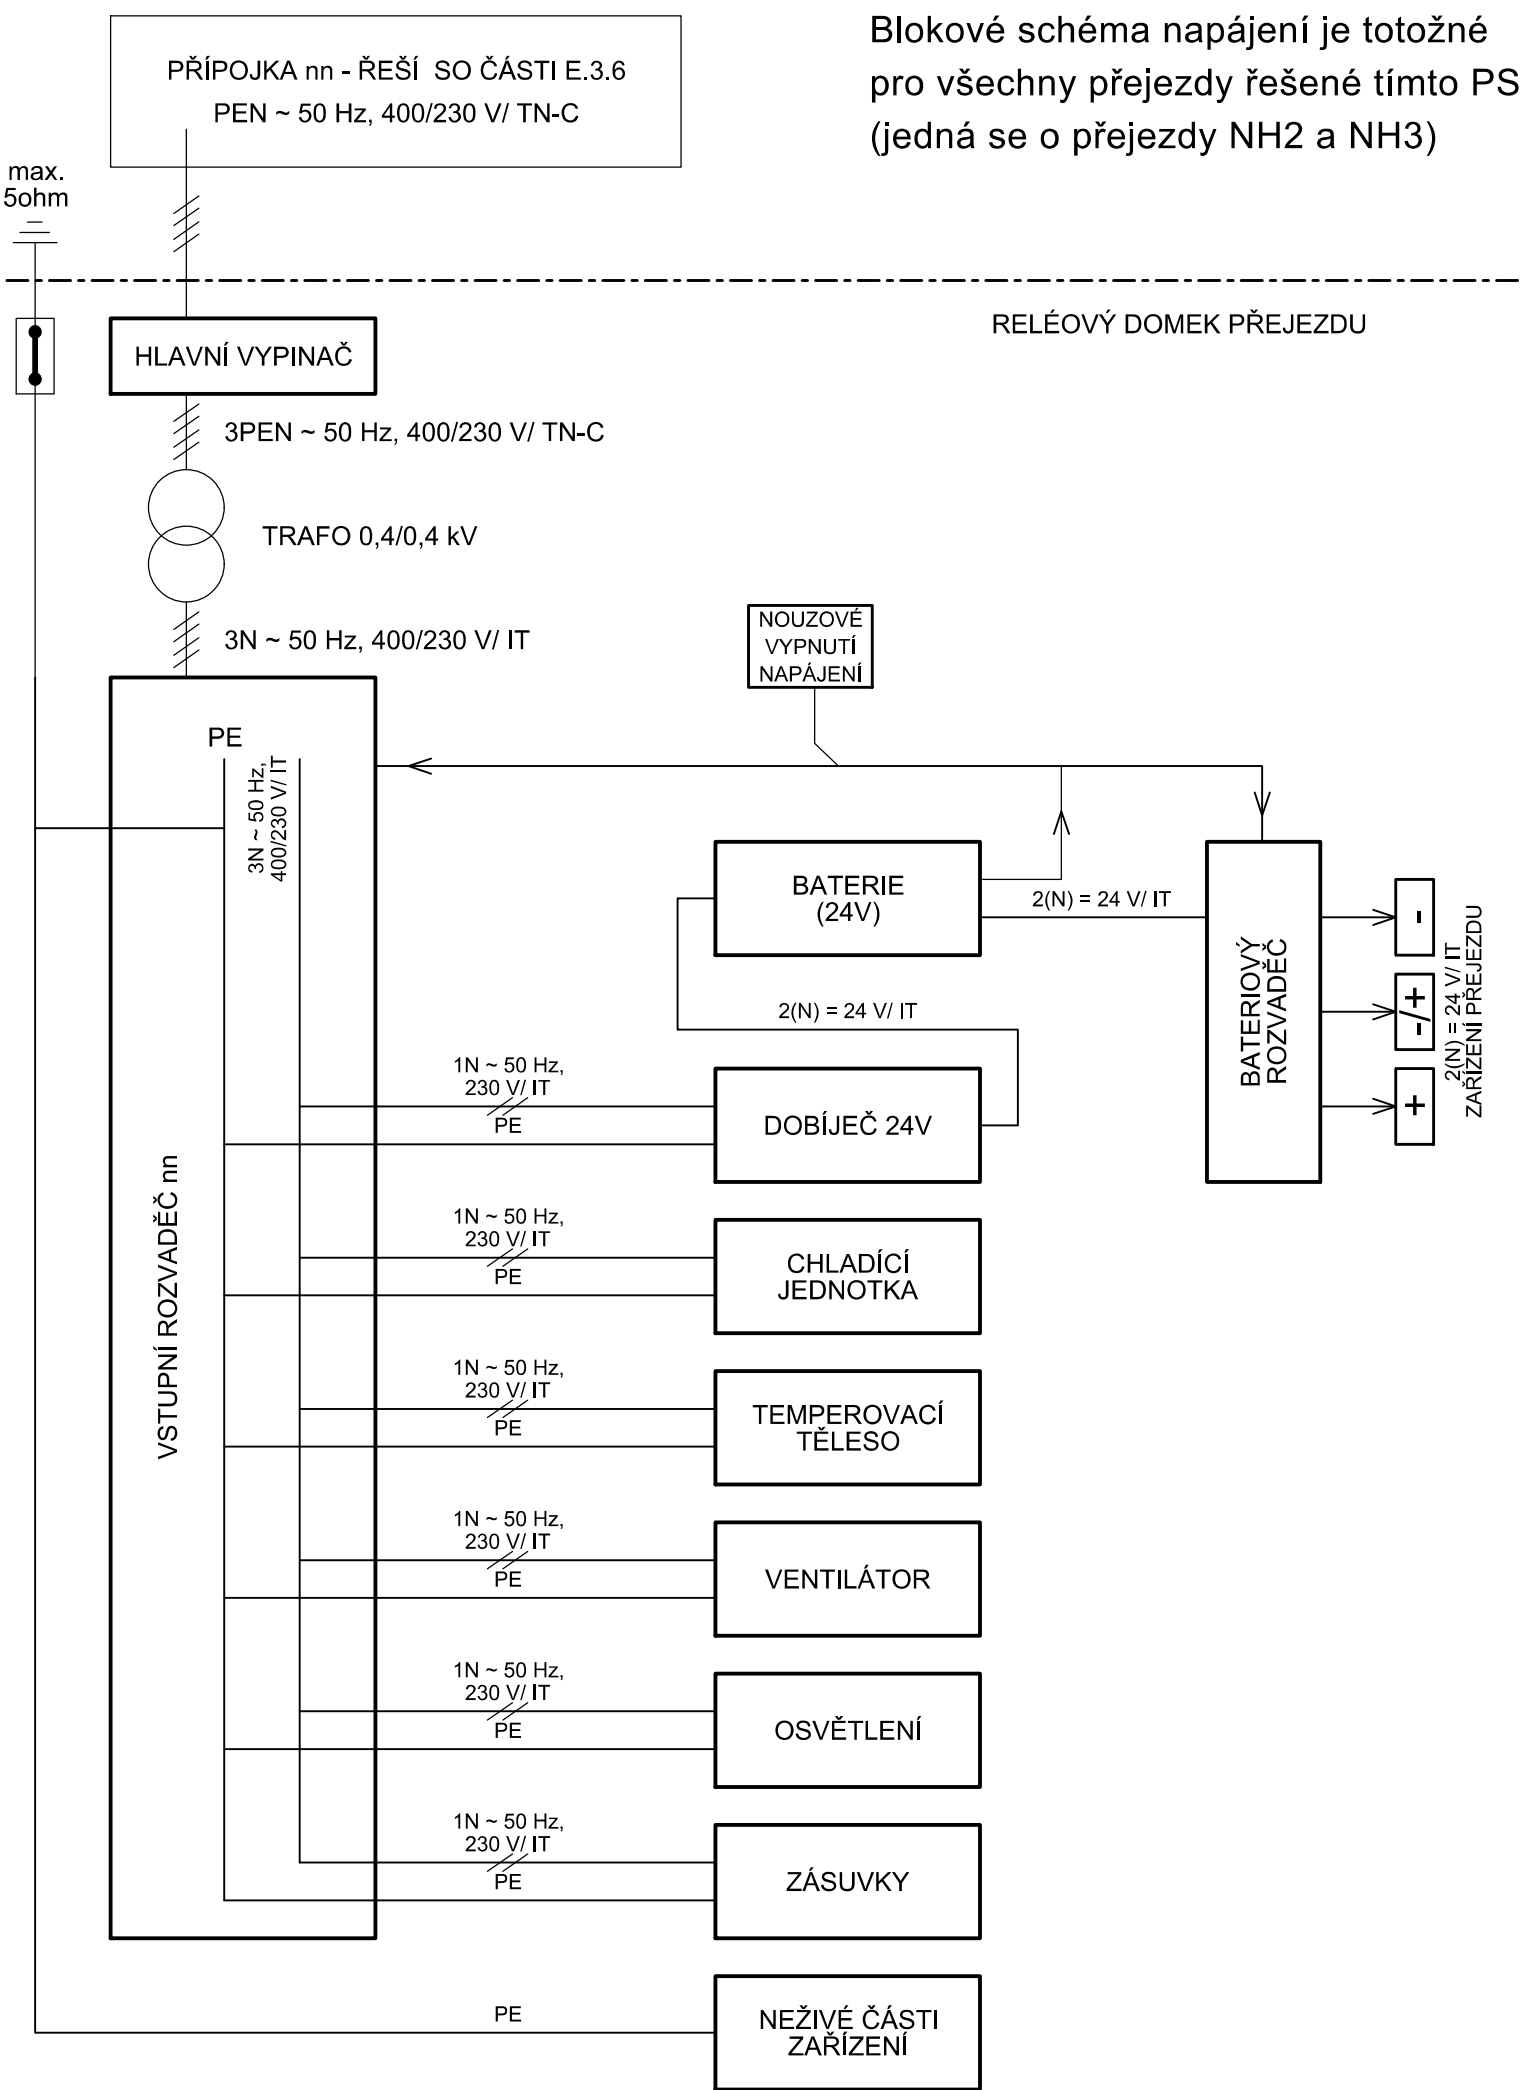 Blokové schéma napájení je totožné
pro všechny přejezdy řešené tímto PS
(jedná se o přejezdy NH2 a NH3)
PŘÍPOJKA nn - ŘEŠÍ SO ČÁSTI E.3.6
PEN ~ 50 Hz, 400/230 V/ TN-C
max.
5ohm
RELÉOVÝ DOMEK PŘEJEZDU
HLAVNÍ VYPINAČ
3PEN ~ 50 Hz, 400/230 V/ TN-C
TRAFO 0,4/0,4 kV
3N ~ 50 Hz, 400/230 V/ IT
NOUZOVÉ
VYPNUTÍ
NAPÁJENÍ
PE
3N ~ 50 Hz,
400/230 V/ IT
VSTUPNÍ ROZVADĚČ nn
BATERIE
(24V)
2(N) = 24 V/ IT
2(N) = 24 V/ IT
BATERIOVÝ
ROZVADĚČ
-
-/+
+
2(N) = 24 V/ IT
ZAŘÍZENÍ PŘEJEZDU
1N ~ 50 Hz,
230 V/ IT
PE
DOBÍJEČ 24V
1N ~ 50 Hz,
230 V/ IT
PE
CHLADÍCÍ
JEDNOTKA
1N ~ 50 Hz,
230 V/ IT
PE
TEMPEROVACÍ
TĚLESO
1N ~ 50 Hz,
230 V/ IT
PE
VENTILÁTOR
1N ~ 50 Hz,
230 V/ IT
PE
OSVĚTLENÍ
1N ~ 50 Hz,
230 V/ IT
PE
ZÁSUVKY
PE
NEŽIVÉ ČÁSTI
ZAŘÍZENÍ